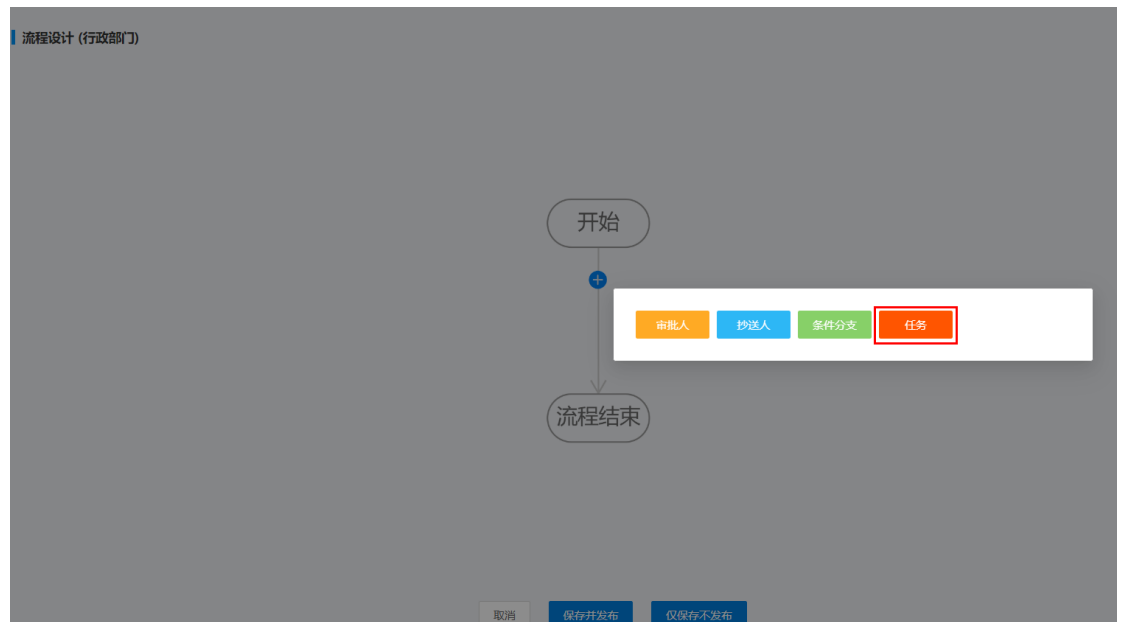 流程设计 (行政部门)
开始
审批人 抄送人 条件分支 任务
流程结束
取消 保存并发布 仅保存不发布